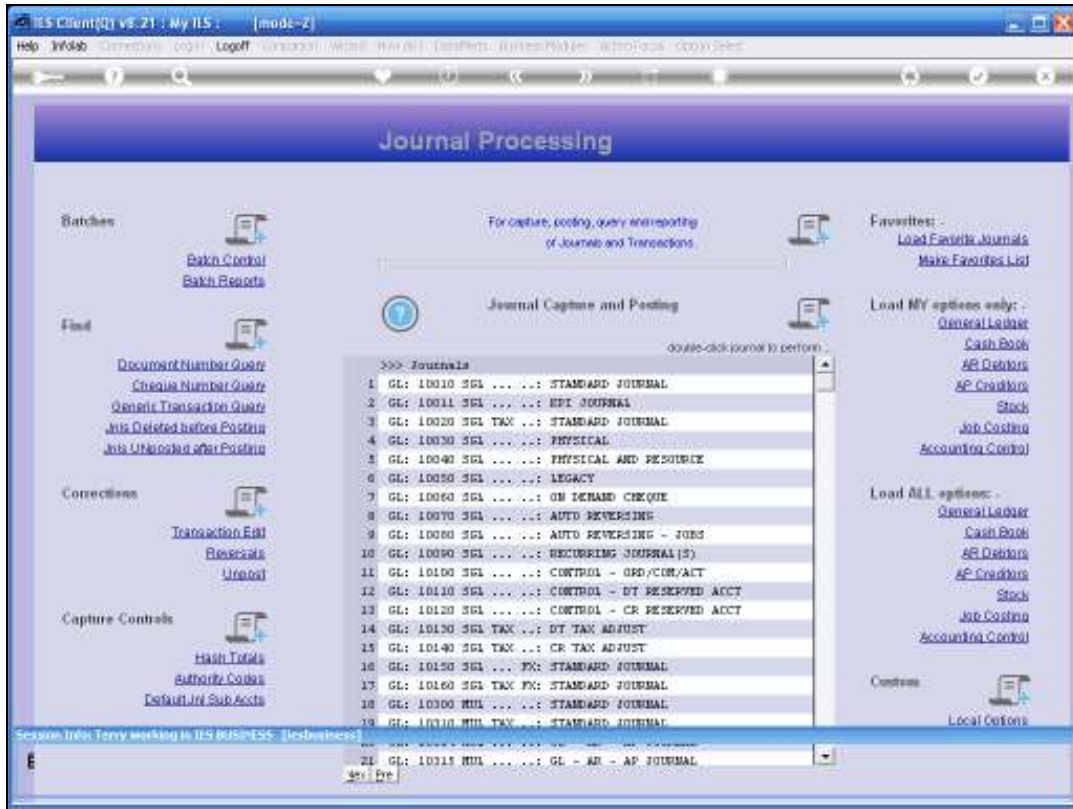 IES Client(Q) v8.21 : My IES : [mode=2]
Help Infolab Logoff
Journal Processing
Batches
Batch Control
Batch Reports
Find
Document Number Query
Cheque Number Query
Generic Transaction Query
Jnls Deleted before Posting
Jnls UNposted after Posting
Corrections
Transaction Edit
Reversals
Unpost
Capture Controls
Hash Totals
Authority Codes
Default Jnl Sub Accts
For capture, posting, query and reporting
of Journals and Transactions.
Journal Capture and Posting
double-click journal to perform
>>> Journals
1 GL: 10010 SGL ... ..: STANDARD JOURNAL
2 GL: 10011 SGL ... ..: KPI JOURNAL
3 GL: 10020 SGL TAX ..: STANDARD JOURNAL
4 GL: 10030 SGL ... ..: PHYSICAL
5 GL: 10040 SGL ... ..: PHYSICAL AND RESOURCE
6 GL: 10050 SGL ... ..: LEGACY
7 GL: 10060 SGL ... ..: ON DEMAND CHEQUE
8 GL: 10070 SGL ... ..: AUTO REVERSING
9 GL: 10080 SGL ... ..: AUTO REVERSING - JOBS
10 GL: 10090 SGL ... ..: RECURRING JOURNAL(S)
11 GL: 10100 SGL ... ..: CONTROL - ORD/COM/ACT
12 GL: 10110 SGL ... ..: CONTROL - DT RESERVED ACCT
13 GL: 10120 SGL ... ..: CONTROL - CR RESERVED ACCT
14 GL: 10130 SGL TAX ..: DT TAX ADJUST
15 GL: 10140 SGL TAX ..: CR TAX ADJUST
16 GL: 10150 SGL ... FX: STANDARD JOURNAL
17 GL: 10160 SGL TAX FX: STANDARD JOURNAL
18 GL: 10300 MUL ... ..: STANDARD JOURNAL
19 GL: 10310 MUL TAX ..: STANDARD JOURNAL
21 GL: 10315 MUL ... ..: GL - AR - AP JOURNAL
Nex Pre
Favorites: .
Load Favorite Journals
Make Favorites List
Load MY options only: .
General Ledger
Cash Book
AR Debtors
AP Creditors
Stock
Job Costing
Accounting Control
Load ALL options: .
General Ledger
Cash Book
AR Debtors
AP Creditors
Stock
Job Costing
Accounting Control
Custom
Local Options
Session Info: Terry working in IES BUSINESS [iesbusiness]